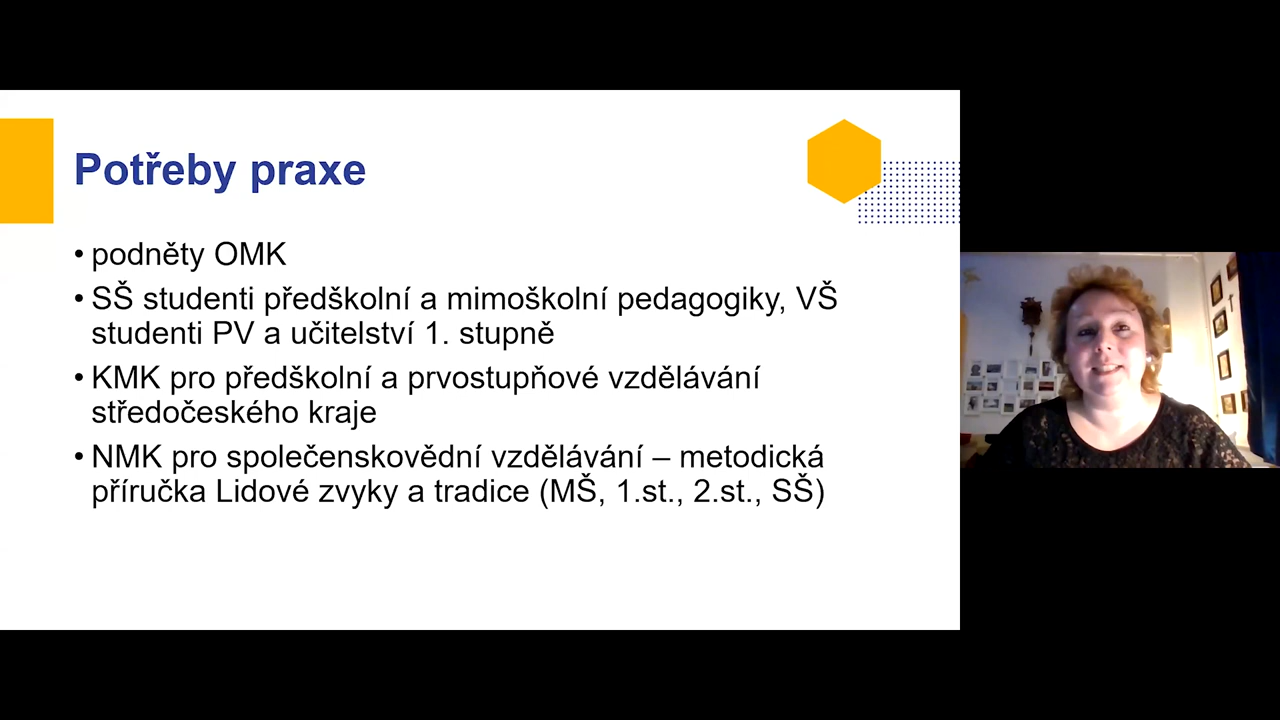 Potřeby praxe
• podněty OMK
• SŠ studenti předškolní a mimoškolní pedagogiky, VŠ
studenti PV a učitelství 1. stupně
• KMK pro předškolní a prvostupňové vzdělávání
středočeského kraje
• NMK pro společenskovědní vzdělávání – metodická
příručka Lidové zvyky a tradice (MŠ, 1.st., 2.st., SŠ)